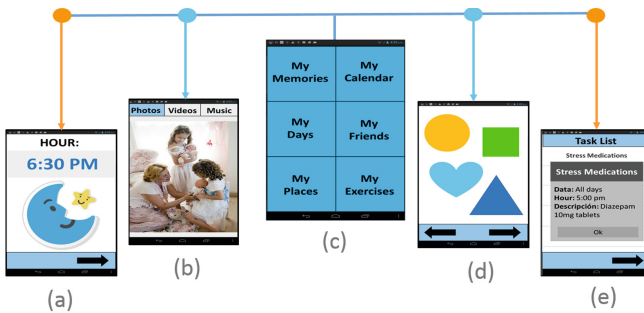 HOUR:
6:30 PM
(a)
Photos Videos Music
(b)
My Memories
My Calendar
My Days
My Friends
My Places
My Exercises
(c)
(d)
Task List
Stress Medications
Stress Medications
Data: All days
Hour: 5:00 pm
Descripción: Diazepam
10mg tablets
Ok
(e)